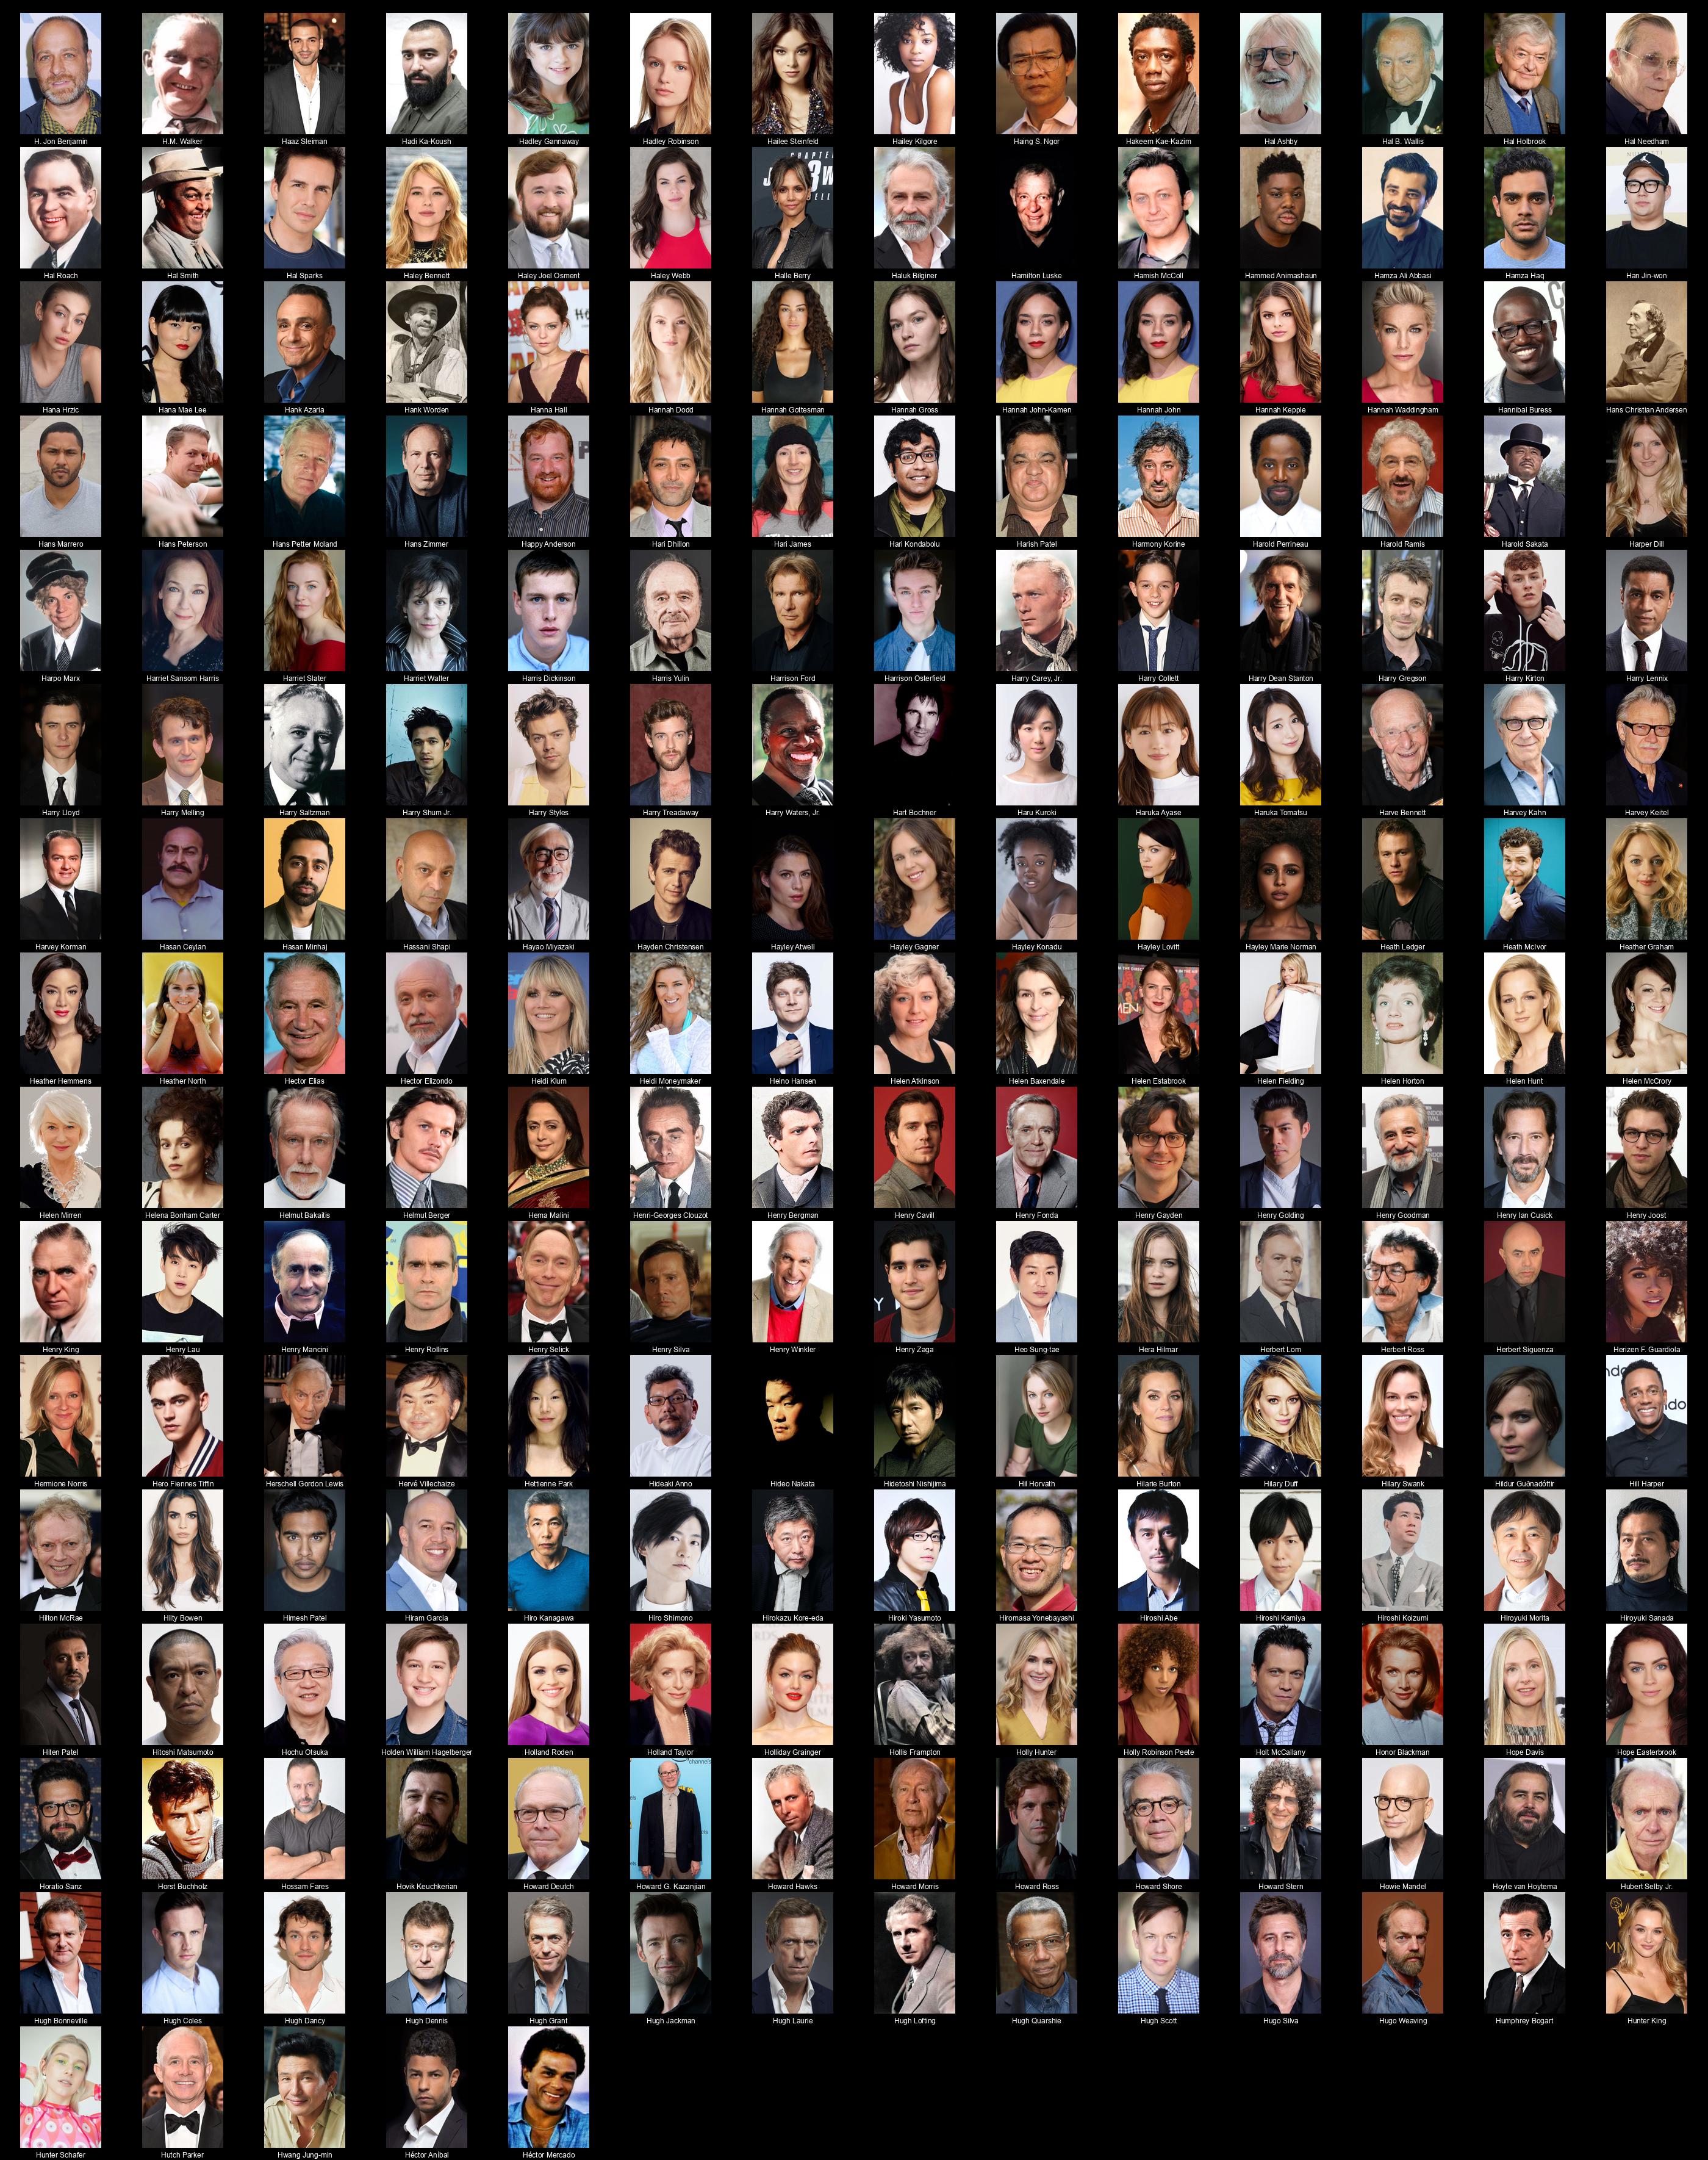 H. Jon Benjamin H.M. Walker Haaz Sleiman Hadi Ka-Koush Hadley Gannaway Hadley Robinson Hailee Steinfeld Hailey Kilgore Haing S. Ngor Hakeem Kae-Kazim Hal Ashby Hal B. Wallis Hal Holbrook Hal Needham
Hal Roach Hal Smith Hal Sparks Haley Bennett Haley Joel Osment Haley Webb Halle Berry Haluk Bilginer Hamilton Luske Hamish McColl Hammed Animashaun Hamza Ali Abbasi Hamza Haq Han Jin-won
Hana Hrzic Hana Mae Lee Hank Azaria Hank Worden Hanna Hall Hannah Dodd Hannah Gottesman Hannah Gross Hannah John-Kamen Hannah John Hannah Kepple Hannah Waddingham Hannibal Buress Hans Christian Andersen
Hans Marrero Hans Peterson Hans Petter Moland Hans Zimmer Happy Anderson Hari Dhillon Hari James Hari Kondabolu Harish Patel Harmony Korine Harold Perrineau Harold Ramis Harold Sakata Harper Dill
Harpo Marx Harriet Sansom Harris Harriet Slater Harriet Walter Harris Dickinson Harris Yulin Harrison Ford Harrison Osterfield Harry Carey, Jr. Harry Collett Harry Dean Stanton Harry Gregson Harry Kirton Harry Lennix
Harry Lloyd Harry Melling Harry Saltzman Harry Shum Jr. Harry Styles Harry Treadaway Harry Waters, Jr. Hart Bochner Haru Kuroki Haruka Ayase Haruka Tomatsu Harve Bennett Harvey Kahn Harvey Keitel
Harvey Korman Hasan Ceylan Hasan Minhaj Hassani Shapi Hayao Miyazaki Hayden Christensen Hayley Atwell Hayley Gagner Hayley Konadu Hayley Lovitt Hayley Marie Norman Heath Ledger Heath McIvor Heather Graham
Heather Hemmens Heather North Hector Elias Hector Elizondo Heidi Klum Heidi Moneymaker Heino Hansen Helen Atkinson Helen Baxendale Helen Estabrook Helen Fielding Helen Horton Helen Hunt Helen McCrory
Helen Mirren Helena Bonham Carter Helmut Bakaitis Helmut Berger Hema Malini Henri-Georges Clouzot Henry Bergman Henry Cavill Henry Fonda Henry Gayden Henry Golding Henry Goodman Henry Ian Cusick Henry Joost
Henry King Henry Lau Henry Mancini Henry Rollins Henry Selick Henry Silva Henry Winkler Henry Zaga Heo Sung-tae Hera Hilmar Herbert Lom Herbert Ross Herbert Siguenza Herizen F. Guardiola
Hermione Norris Hero Fiennes Tiffin Herschell Gordon Lewis Hervé Villechaize Hettienne Park Hideaki Anno Hideo Nakata Hidetoshi Nishijima Hil Horvath Hilarie Burton Hilary Duff Hilary Swank Hildur Guðnadóttir Hill Harper
Hilton McRae Hilty Bowen Himesh Patel Hiram Garcia Hiro Kanagawa Hiro Shimono Hirokazu Kore-eda Hiroki Yasumoto Hiromasa Yonebayashi Hiroshi Abe Hiroshi Kamiya Hiroshi Koizumi Hiroyuki Morita Hiroyuki Sanada
Hiten Patel Hitoshi Matsumoto Hochu Otsuka Holden William Hagelberger Holland Roden Holland Taylor Holliday Grainger Hollis Frampton Holly Hunter Holly Robinson Peete Holt McCallany Honor Blackman Hope Davis Hope Easterbrook
Horatio Sanz Horst Buchholz Hossam Fares Hovik Keuchkerian Howard Deutch Howard G. Kazanjian Howard Hawks Howard Morris Howard Ross Howard Shore Howard Stern Howie Mandel Hoyte van Hoytema Hubert Selby Jr.
Hugh Bonneville Hugh Coles Hugh Dancy Hugh Dennis Hugh Grant Hugh Jackman Hugh Laurie Hugh Lofting Hugh Quarshie Hugh Scott Hugo Silva Hugo Weaving Humphrey Bogart Hunter King
Hunter Schafer Hutch Parker Hwang Jung-min Héctor Aníbal Héctor Mercado